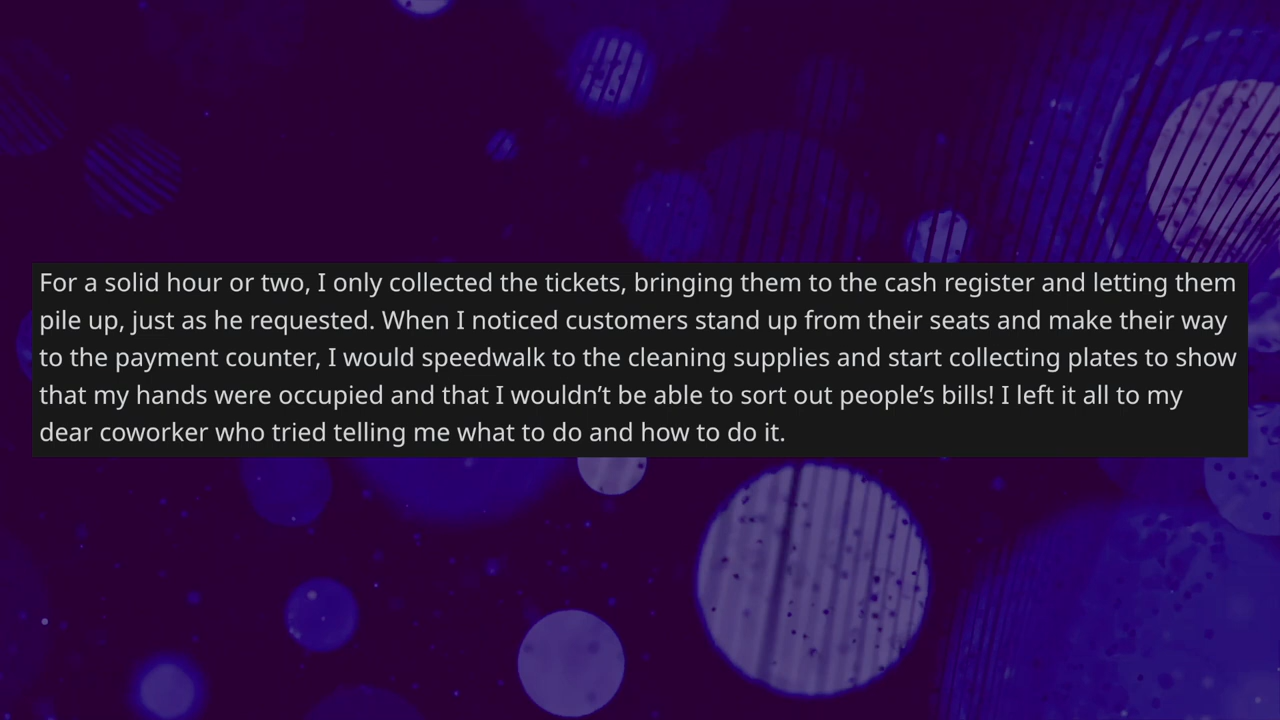 For a solid hour or two, I only collected the tickets, bringing them to the cash register and letting them
pile up, just as he requested. When I noticed customers stand up from their seats and make their way
to the payment counter, I would speedwalk to the cleaning supplies and start collecting plates to show
that my hands were occupied and that I wouldn’t be able to sort out people’s bills! I left it all to my
dear coworker who tried telling me what to do and how to do it.